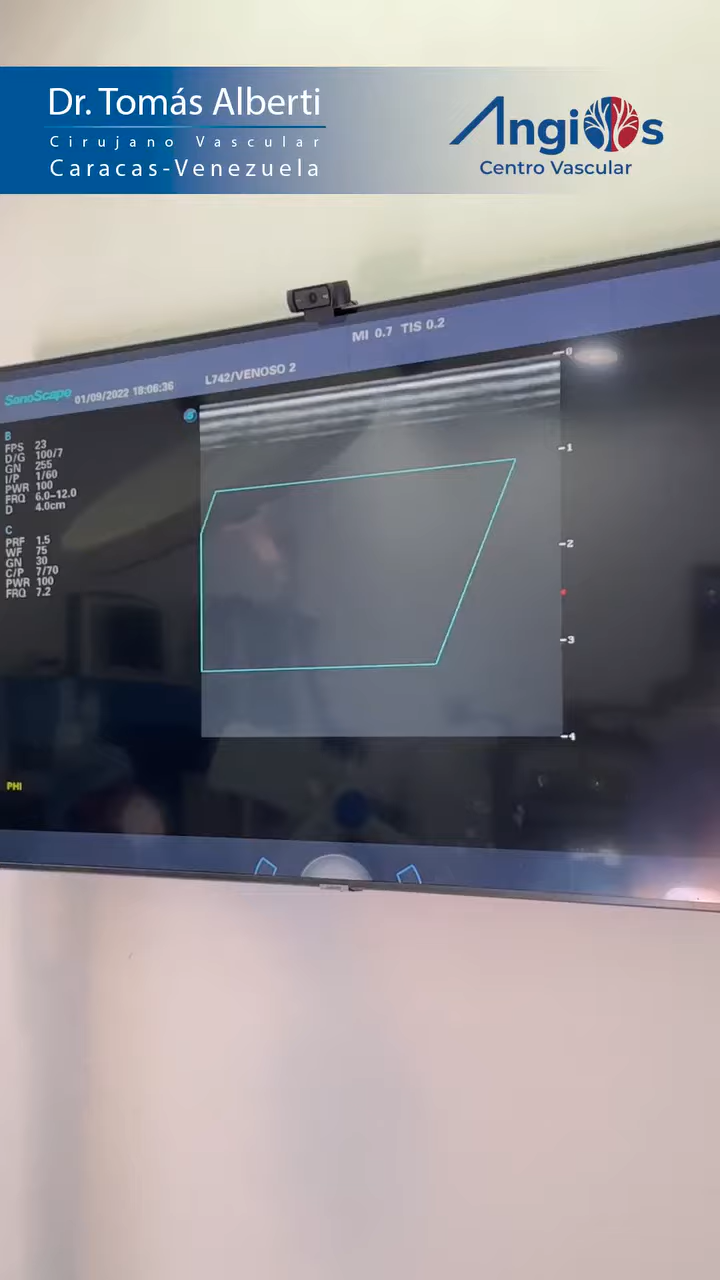 Dr. Tomás Alberti
Cirujano Vascular
Caracas-Venezuela
Angios
Centro Vascular
MI 0.7 TIS 0.2
SonoScape 01/09/2022 18:06:36 L742/VENOSO 2
S
B
FPS 23
D/G 100/7
GN 255
I/P 1/60
PWR 100
FRQ 6.0-12.0
D 4.0cm
C
PRF 1.5
WF 75
GN 30
C/P 7/70
PWR 100
FRQ 7.2
0
1
2
3
4
PHI